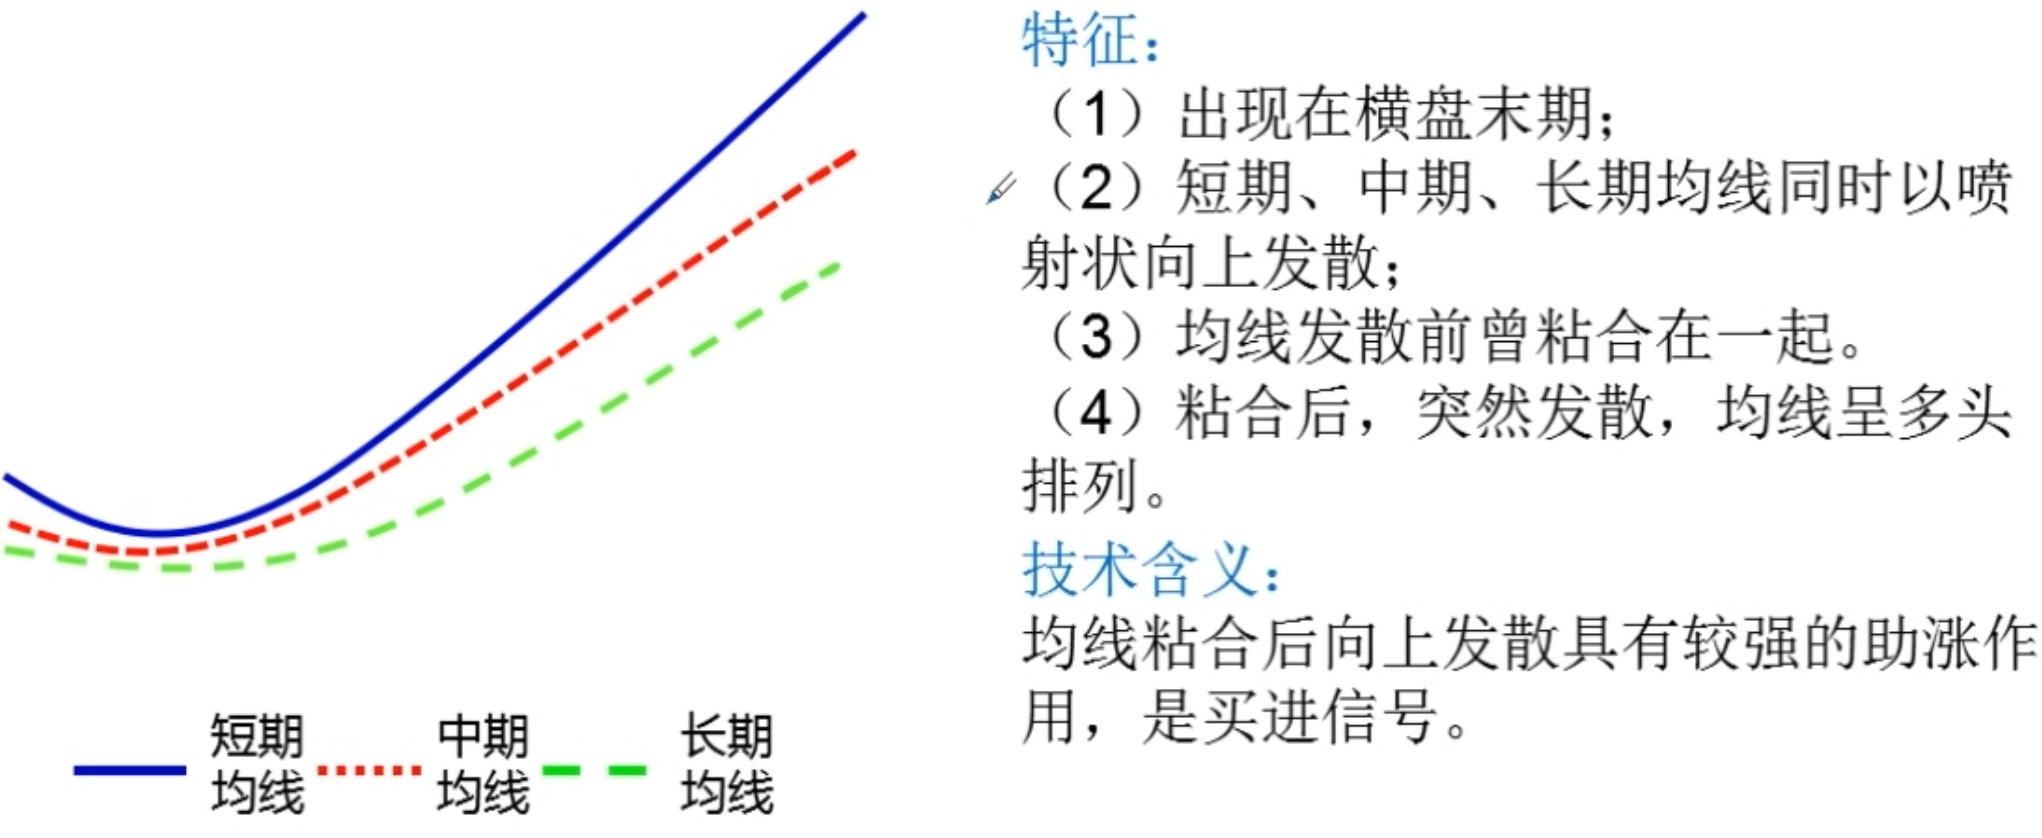 特征：
（1）出现在横盘末期；
（2）短期、中期、长期均线同时以喷
射状向上发散；
（3）均线发散前曾粘合在一起。
（4）粘合后，突然发散，均线呈多头
排列。
技术含义：
均线粘合后向上发散具有较强的助涨作
用，是买进信号。
短期
均线
中期
均线
长期
均线